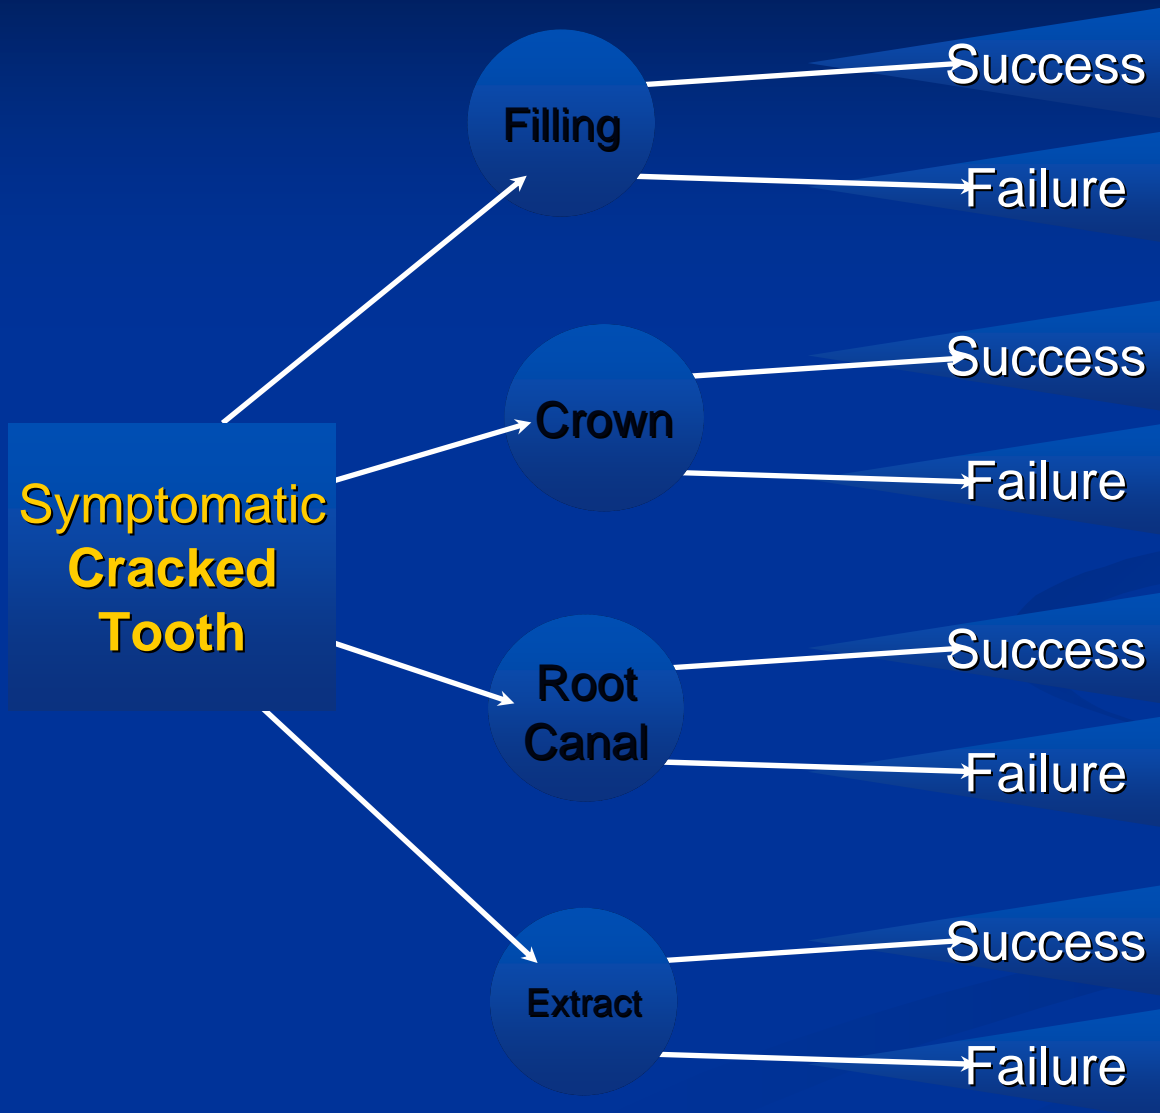 Filling
Success
Failure
Crown
Success
Failure
Symptomatic
Cracked
Tooth
Root
Canal
Success
Failure
Extract
Success
Failure